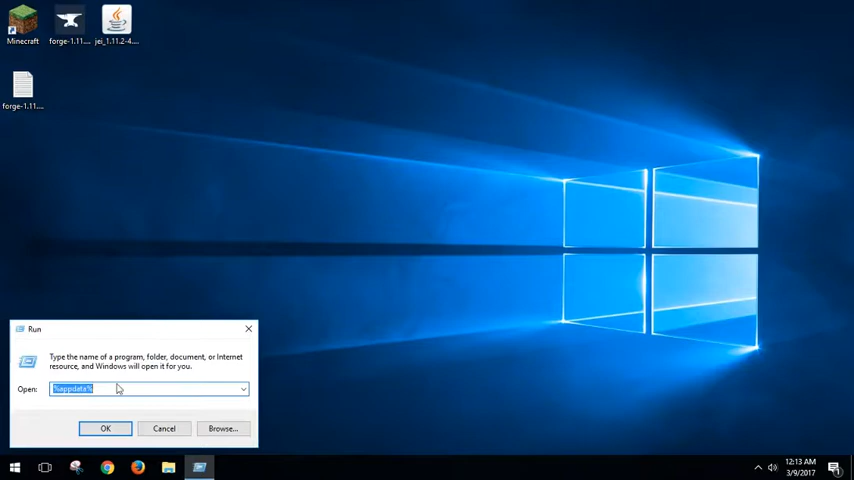 Minecraft
forge-1.11....
jei_1.11.2-4....
forge-1.11....
Run
Type the name of a program, folder, document, or Internet
resource, and Windows will open it for you.
Open:
%appdata%
OK
Cancel
Browse...
12:13 AM
3/9/2017
1